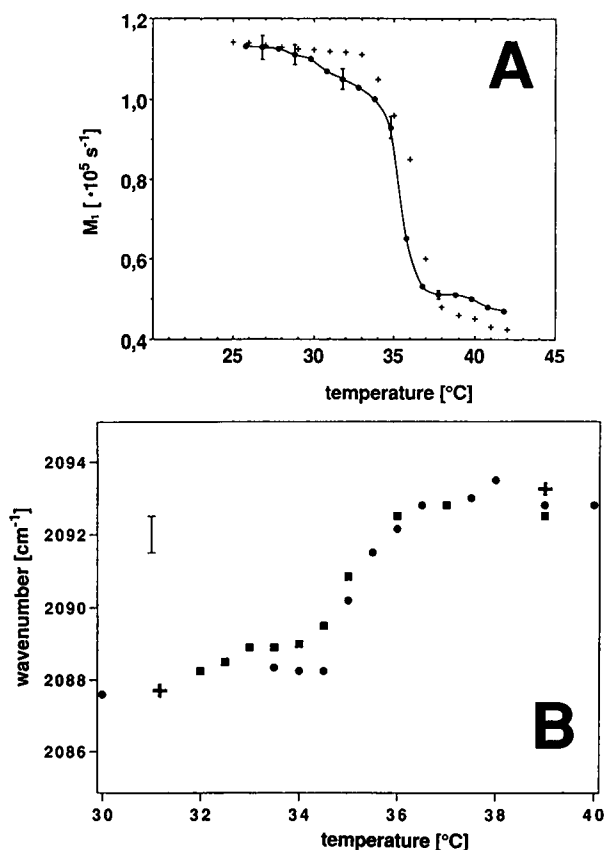 A
1,2
1,0
0,8
0,6
0,4
M₁ [ ·10⁵ s⁻¹]
25 30 35 40 45
temperature [°C]
B
2094
2092
2090
2088
2086
wavenumber [cm⁻¹]
30 32 34 36 38 40
temperature [°C]